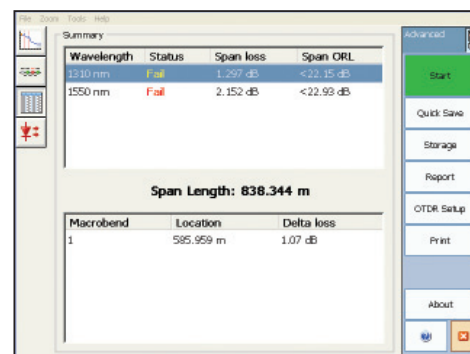 File Zoom Tools Help
Summary
Wavelength Status Span loss Span ORL
1310 nm Fail 1.297 dB <22.15 dB
1550 nm Fail 2.152 dB <22.93 dB
Span Length: 838.344 m
Macrobend Location Delta loss
1 585.959 m 1.07 dB
Advanced
Start
Quick Save
Storage
Report
OTDR Setup
Print
About